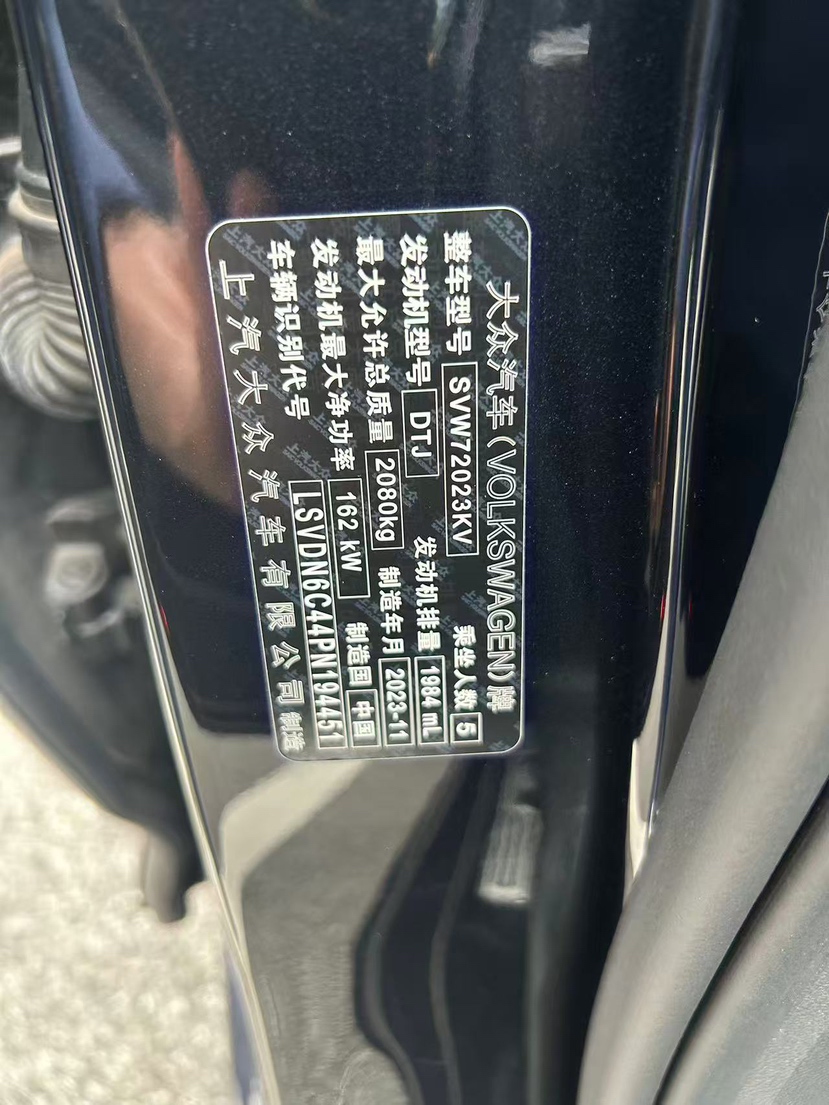 大众汽车(VOLKSWAGEN)牌
整车型号 SVW72023KV 乘坐人数 5
发动机型号 DTJ 发动机排量 1984 mL
最大允许总质量 2080kg 制造年月 2023-11
发动机最大净功率 162 kW 制造国 中国
车辆识别代号 LSVDN6C44PN194451
上汽大众汽车有限公司 制造